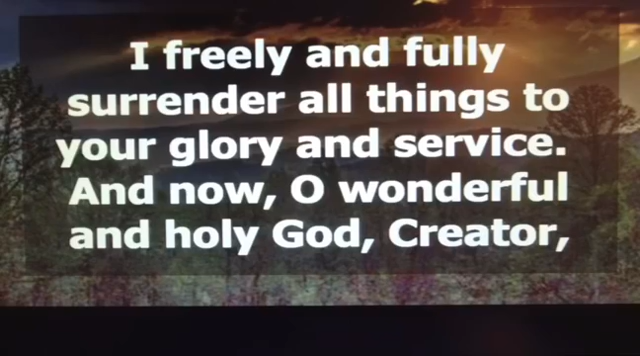 I freely and fully
surrender all things to
your glory and service.
And now, O wonderful
and holy God, Creator,